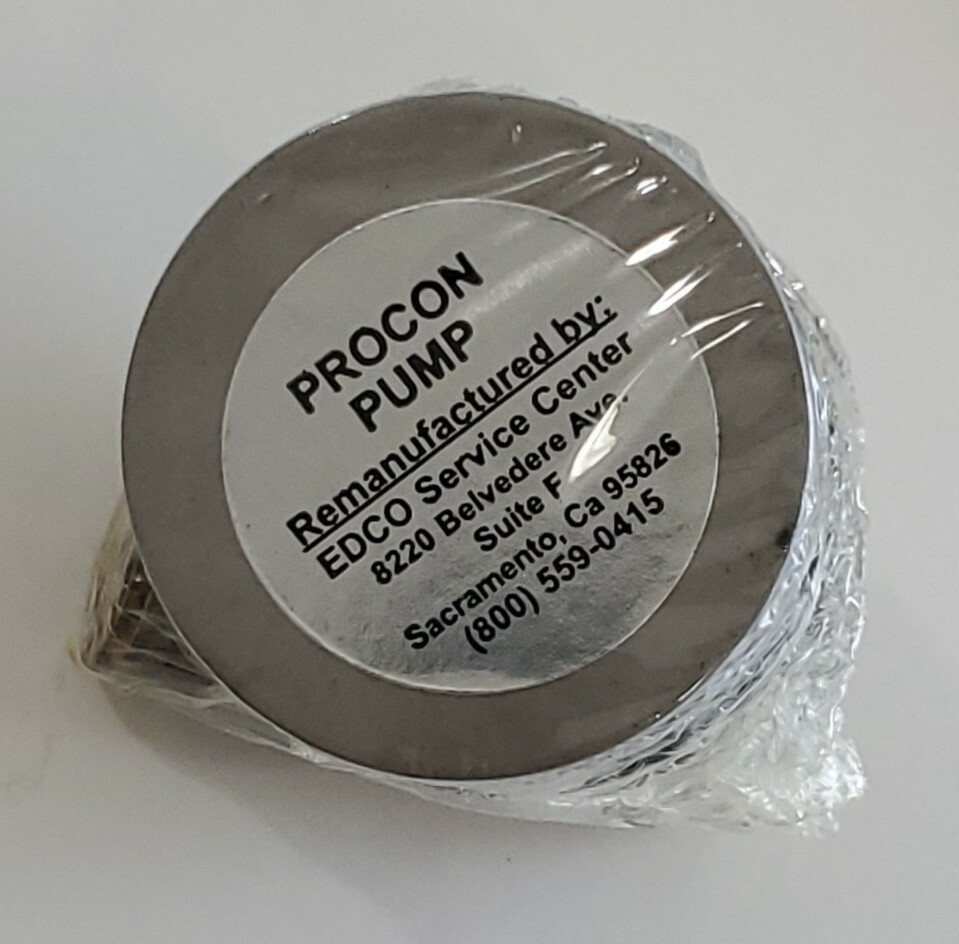 PROCON
PUMP
Remanufactured by:
EDCO Service Center
8220 Belvedere Ave.
Suite F
Sacramento, Ca 95826
(800) 559-0415